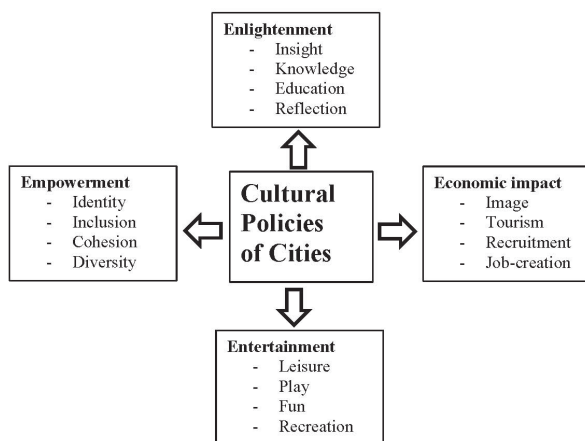 Enlightenment
- Insight
- Knowledge
- Education
- Reflection
Empowerment
- Identity
- Inclusion
- Cohesion
- Diversity
Cultural
Policies
of Cities
Economic impact
- Image
- Tourism
- Recruitment
- Job-creation
Entertainment
- Leisure
- Play
- Fun
- Recreation